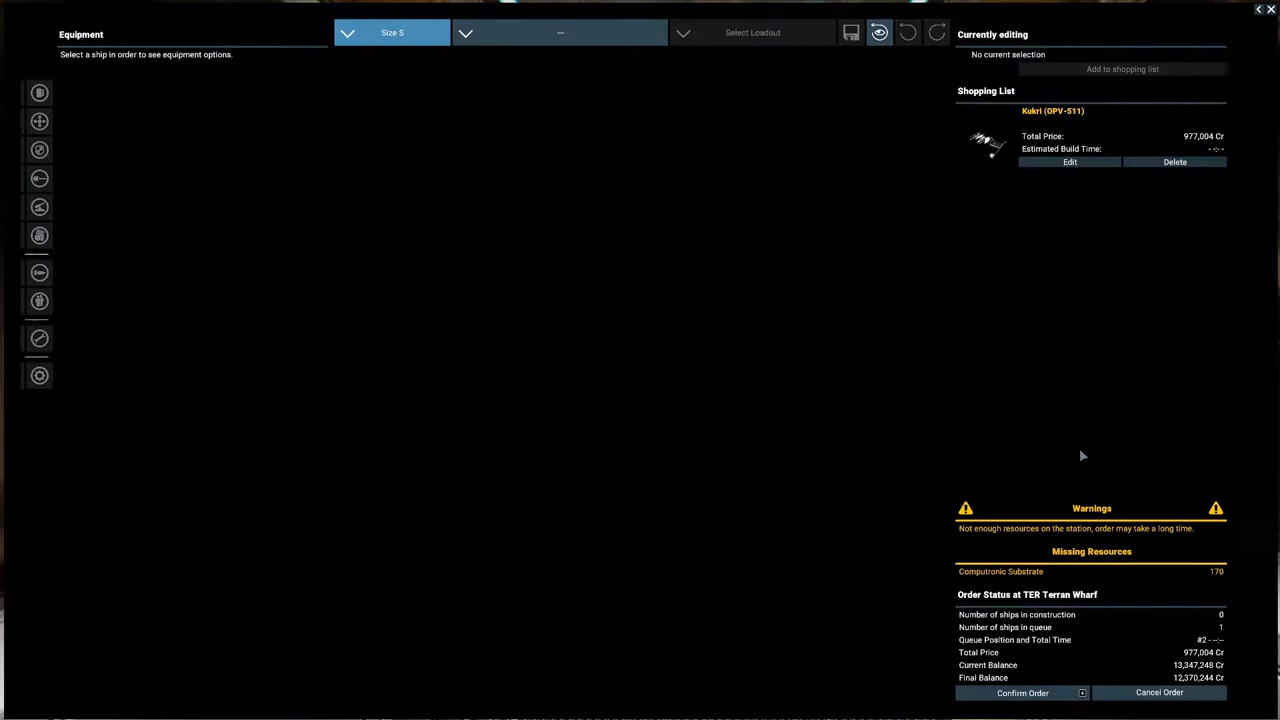 Equipment
Select a ship in order to see equipment options.
Size S
--
Select Loadout
Currently editing
No current selection
Add to shopping list
Shopping List
Kukri (OPV-511)
Total Price: 977,004 Cr
Estimated Build Time: --:--
Edit Delete
Warnings
Not enough resources on the station, order may take a long time.
Missing Resources
Computronic Substrate 170
Order Status at TER Terran Wharf
Number of ships in construction 0
Number of ships in queue 1
Queue Position and Total Time #2 - --:--
Total Price 977,004 Cr
Current Balance 13,347,248 Cr
Final Balance 12,370,244 Cr
Confirm Order Cancel Order